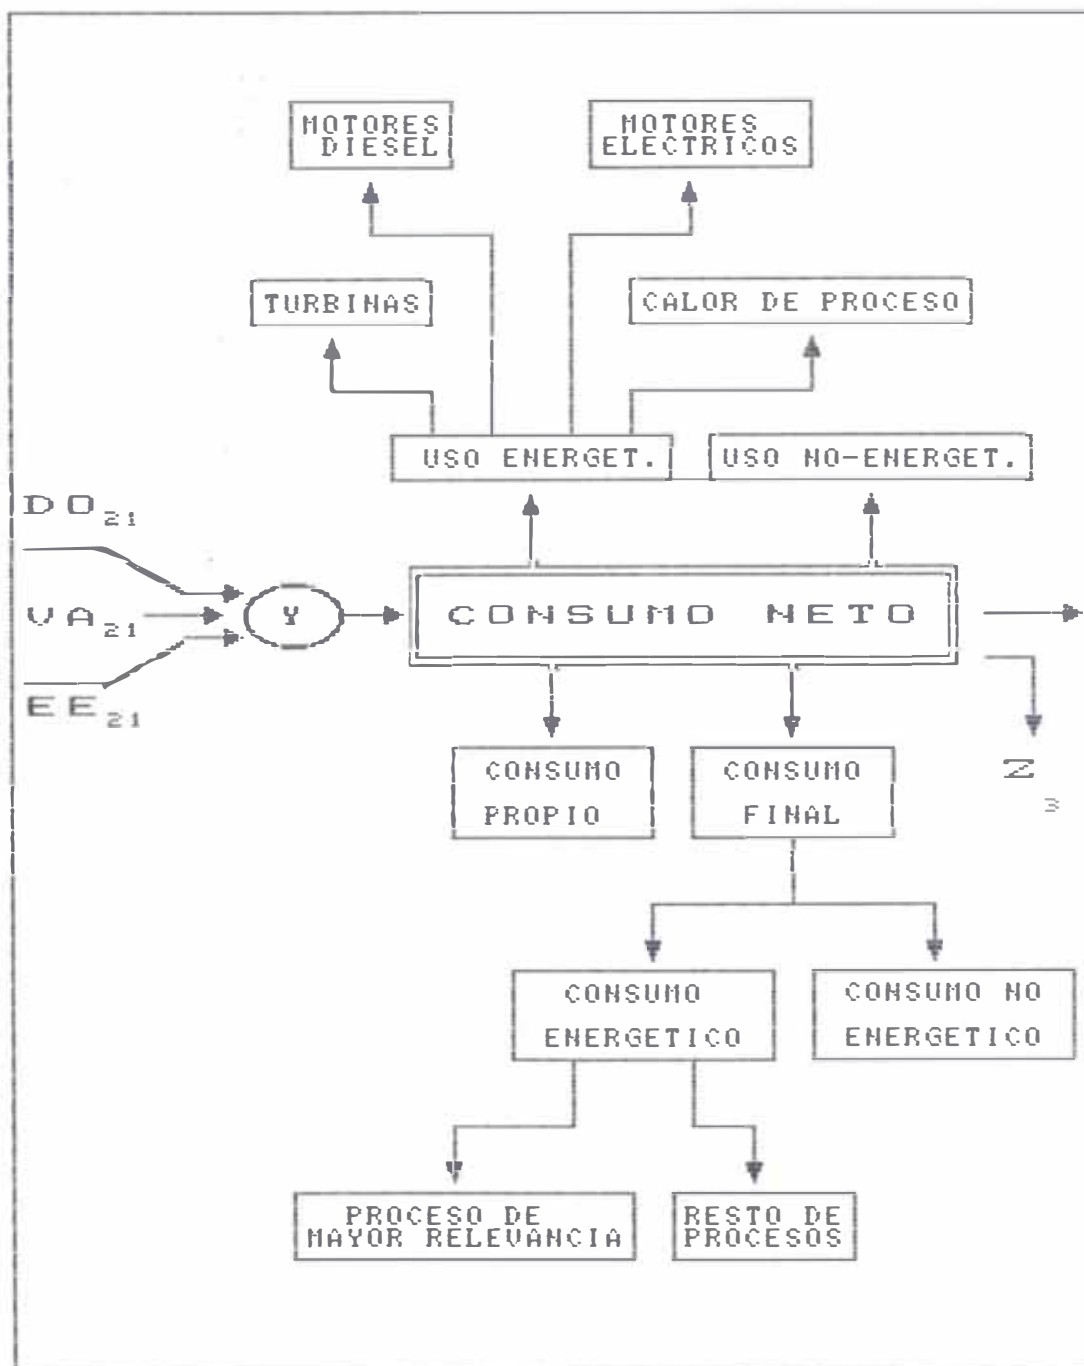 MOTORES
DIESEL
MOTORES
ELECTRICOS
TURBINAS
CALOR DE PROCESO
USO ENERGET.
USO NO-ENERGET.
DO21
VA21
EE21
Y
CONSUMO NETO
CONSUMO
PROPIO
CONSUMO
FINAL
Z
3
CONSUMO
ENERGETICO
CONSUMO NO
ENERGETICO
PROCESO DE
MAYOR RELEVANCIA
RESTO DE
PROCESOS